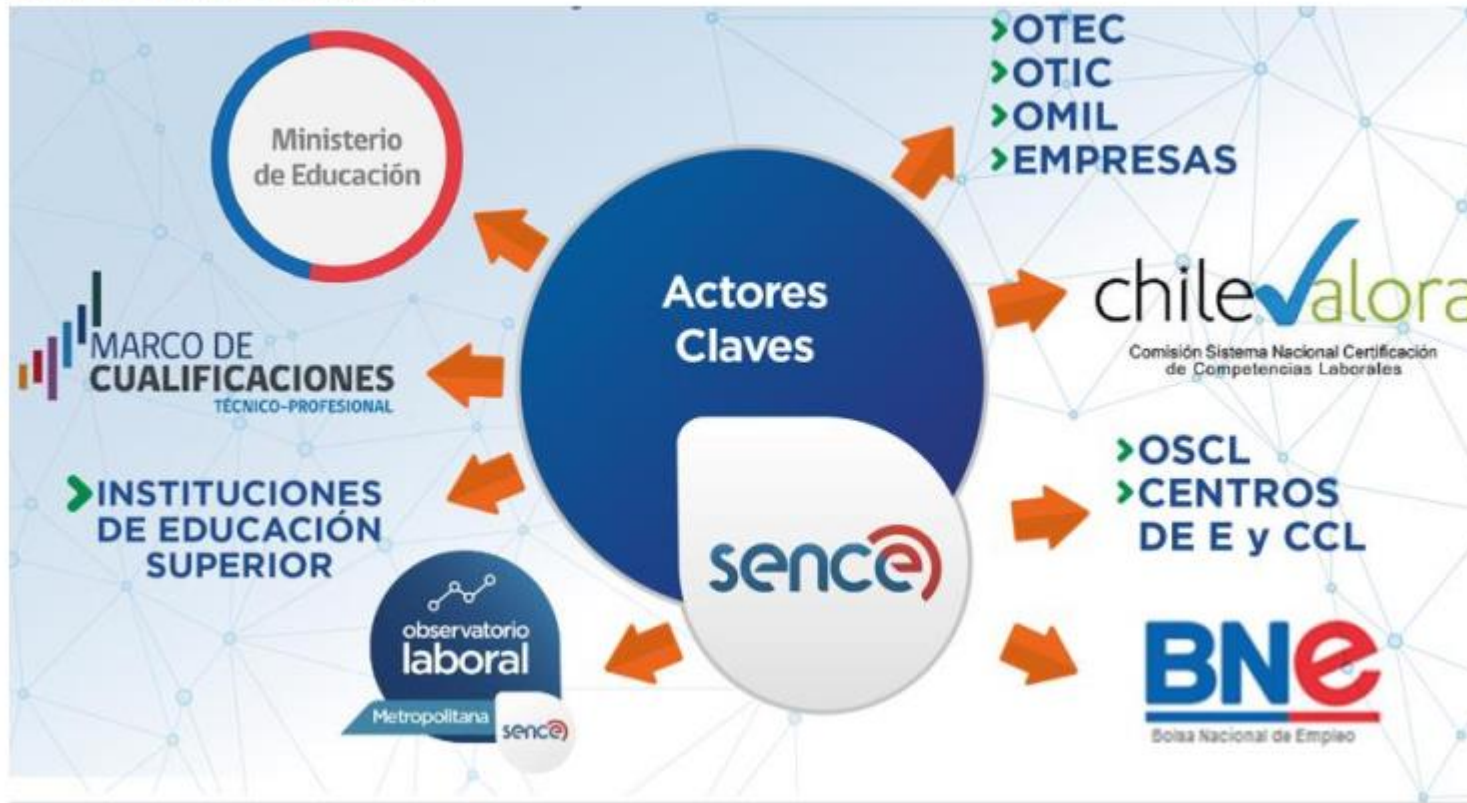 Ministerio
de Educación
MARCO DE
CUALIFICACIONES
TÉCNICO-PROFESIONAL
INSTITUCIONES
DE EDUCACIÓN
SUPERIOR
observatorio
laboral
Metropolitana
sence
Actores
Claves
sence
OTEC
OTIC
OMIL
EMPRESAS
chilevalora
Comisión Sistema Nacional Certificación
de Competencias Laborales
OSCL
CENTROS
DE E y CCL
BNe
Bolsa Nacional de Empleo